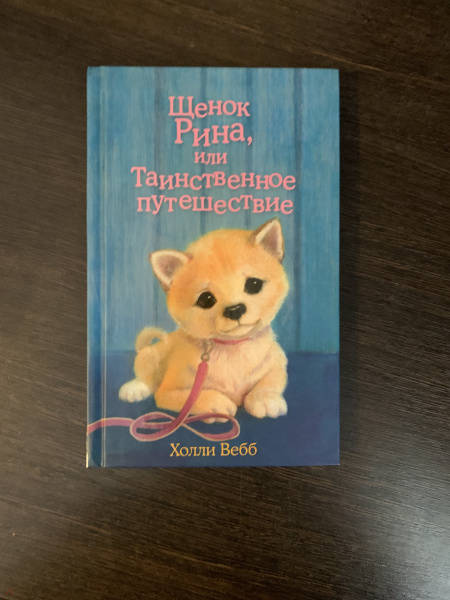 Щенок
Рина,
или
Таинственное
путешествие
Холли Вебб